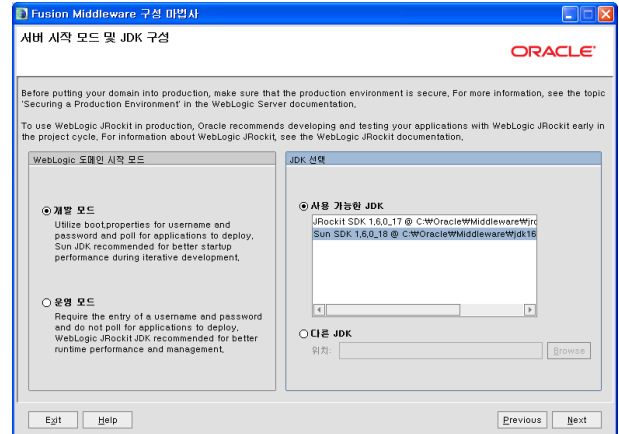 Fusion Middleware 구성 마법사
서버 시작 모드 및 JDK 구성
ORACLE
Before putting your domain into production, make sure that the production environment is secure. For more information, see the topic
'Securing a Production Environment' in the WebLogic Server documentation.
To use WebLogic JRockit in production, Oracle recommends developing and testing your applications with WebLogic JRockit early in
the project cycle. For information about WebLogic JRockit, see the WebLogic JRockit documentation.
WebLogic 도메인 시작 모드
개발 모드
Utilize boot.properties for username and
password and poll for applications to deploy.
Sun JDK recommended for better startup
performance during iterative development.
운영 모드
Require the entry of a username and password
and do not poll for applications to deploy.
WebLogic JRockit JDK recommended for better
runtime performance and management.
JDK 선택
사용 가능한 JDK
JRockit SDK 1.6.0_17 @ C:₩Oracle₩Middleware₩jro
Sun SDK 1.6.0_18 @ C:₩Oracle₩Middleware₩jdk16
다른 JDK
위치:
Browse
Exit
Help
Previous
Next